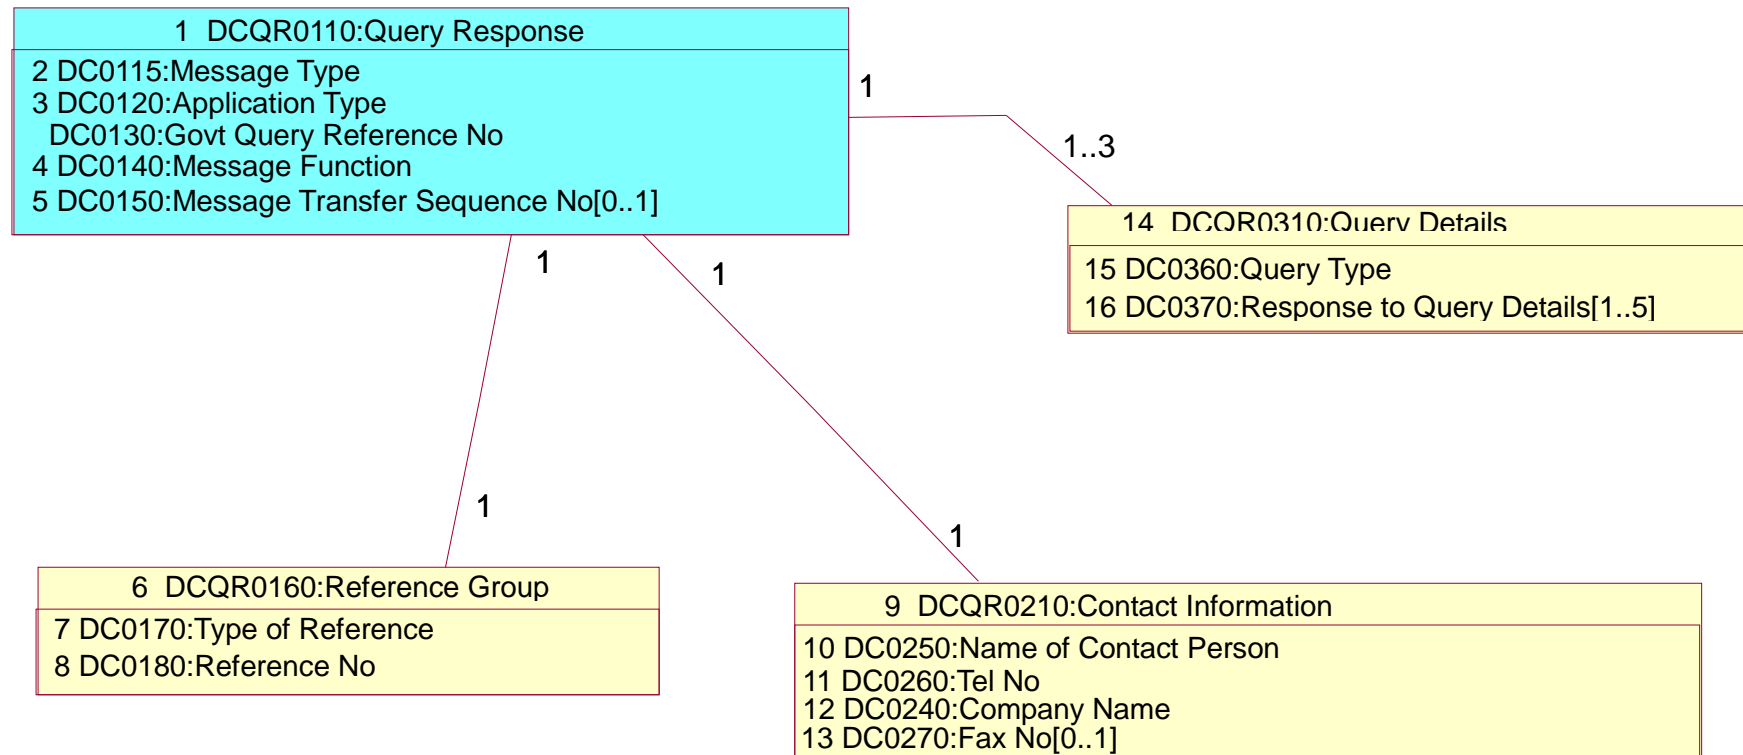 1 DCQR0110:Query Response
2 DC0115:Message Type
3 DC0120:Application Type
DC0130:Govt Query Reference No
4 DC0140:Message Function
5 DC0150:Message Transfer Sequence No[0..1]
1
1..3
14 DCQR0310:Query Details
15 DC0360:Query Type
16 DC0370:Response to Query Details[1..5]
1
1
1
1
6 DCQR0160:Reference Group
7 DC0170:Type of Reference
8 DC0180:Reference No
9 DCQR0210:Contact Information
10 DC0250:Name of Contact Person
11 DC0260:Tel No
12 DC0240:Company Name
13 DC0270:Fax No[0..1]